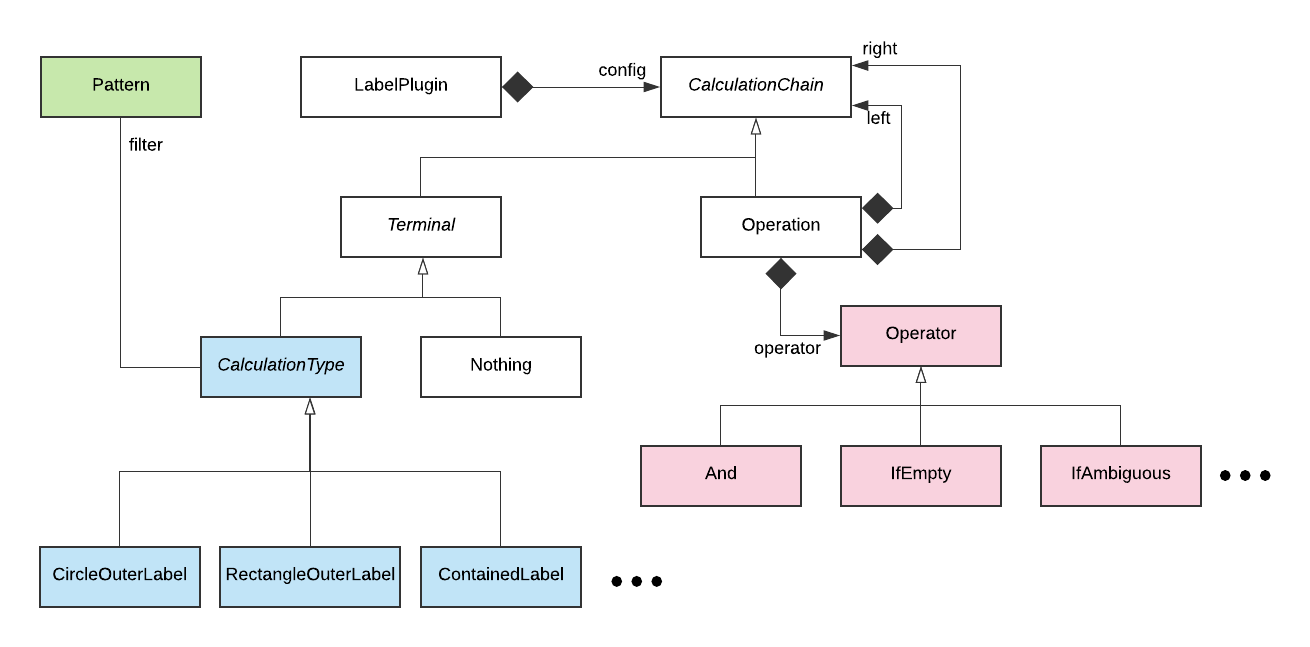 right
Pattern
LabelPlugin
config
CalculationChain
left
filter
Terminal
Operation
Operator
operator
CalculationType
Nothing
And
IfEmpty
IfAmbiguous
CircleOuterLabel
RectangleOuterLabel
ContainedLabel